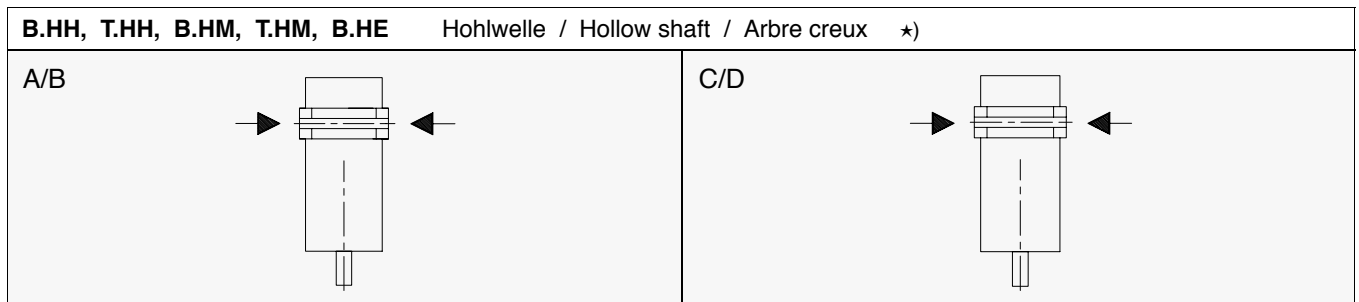 B.HH, T.HH, B.HM, T.HM, B.HE Hohlwelle / Hollow shaft / Arbre creux ★)
A/B
C/D